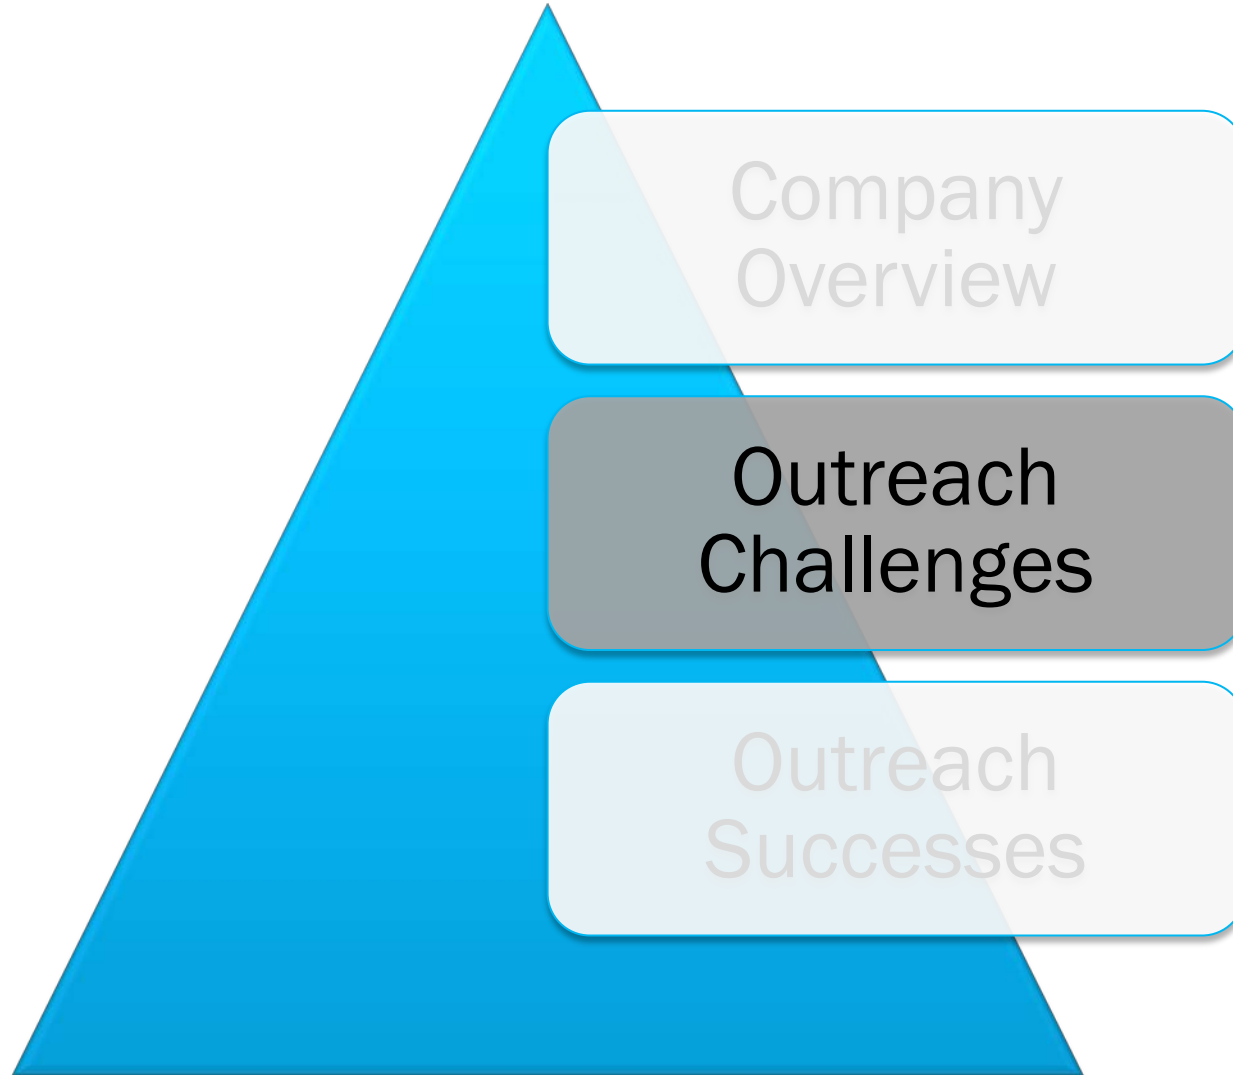 Company
Overview
Outreach
Challenges
Outreach
Successes